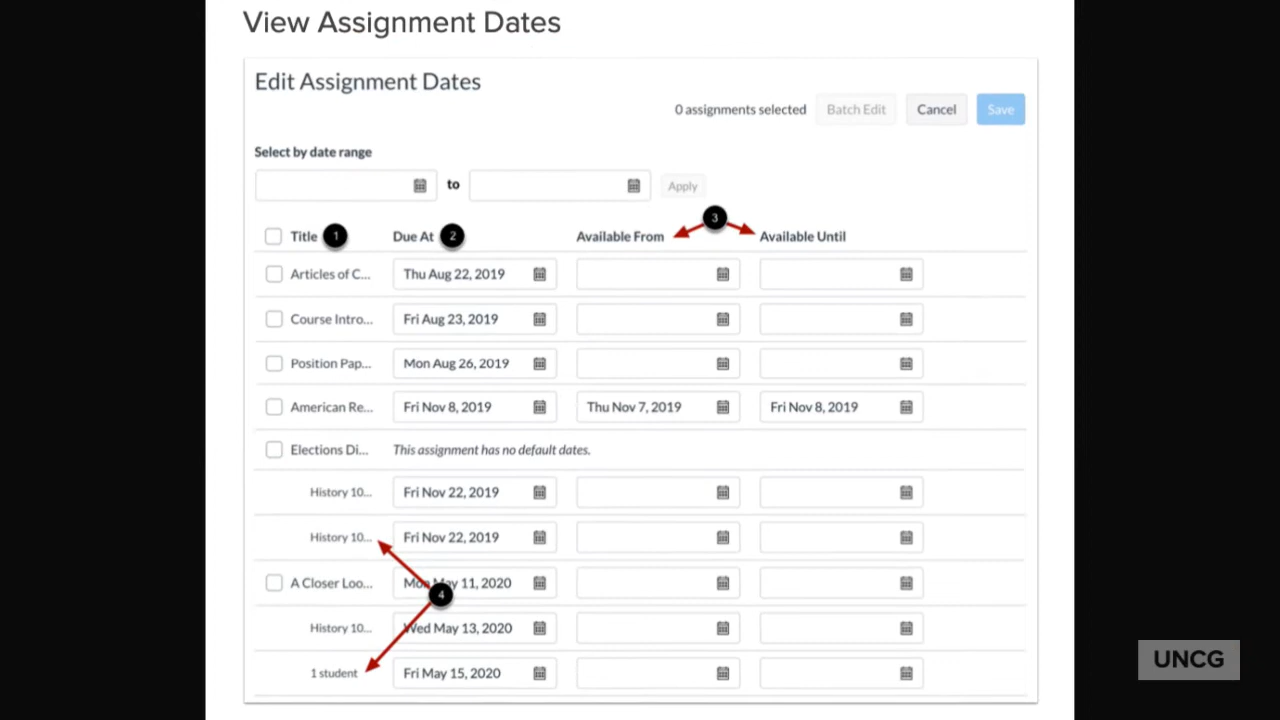 View Assignment Dates
Edit Assignment Dates
0 assignments selected Batch Edit Cancel Save
Select by date range
to Apply
3
Title 1 Due At 2 Available From Available Until
Articles of C... Thu Aug 22, 2019
Course Intro... Fri Aug 23, 2019
Position Pap... Mon Aug 26, 2019
American Re... Fri Nov 8, 2019 Thu Nov 7, 2019 Fri Nov 8, 2019
Elections Di... This assignment has no default dates.
History 10... Fri Nov 22, 2019
History 10... Fri Nov 22, 2019
A Closer Loo... Mon May 11, 2020
4
History 10... Wed May 13, 2020
1 student Fri May 15, 2020
UNCG